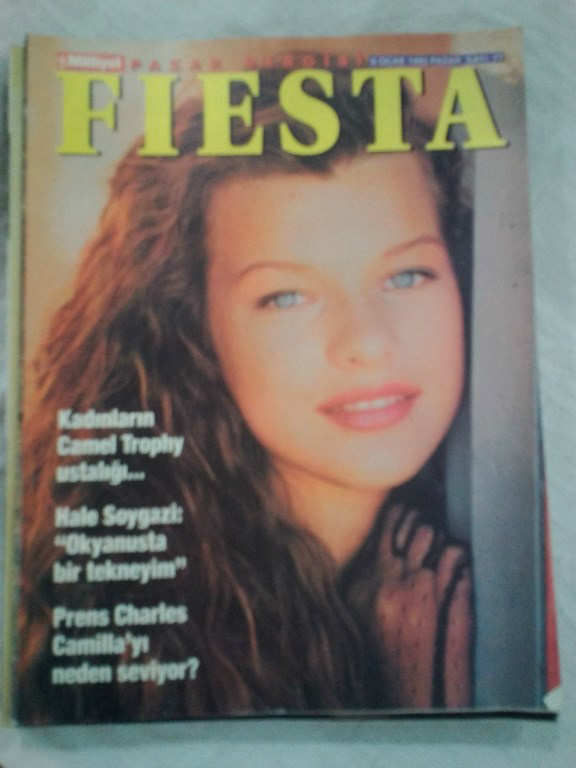 Milliyet PAZAR DERGİSİ
FIESTA
Kadınların
Camel Trophy
ustalığı...
Hale Soygazi:
"Okyanusta
bir tekneyim"
Prens Charles
Camilla'yı
neden seviyor?